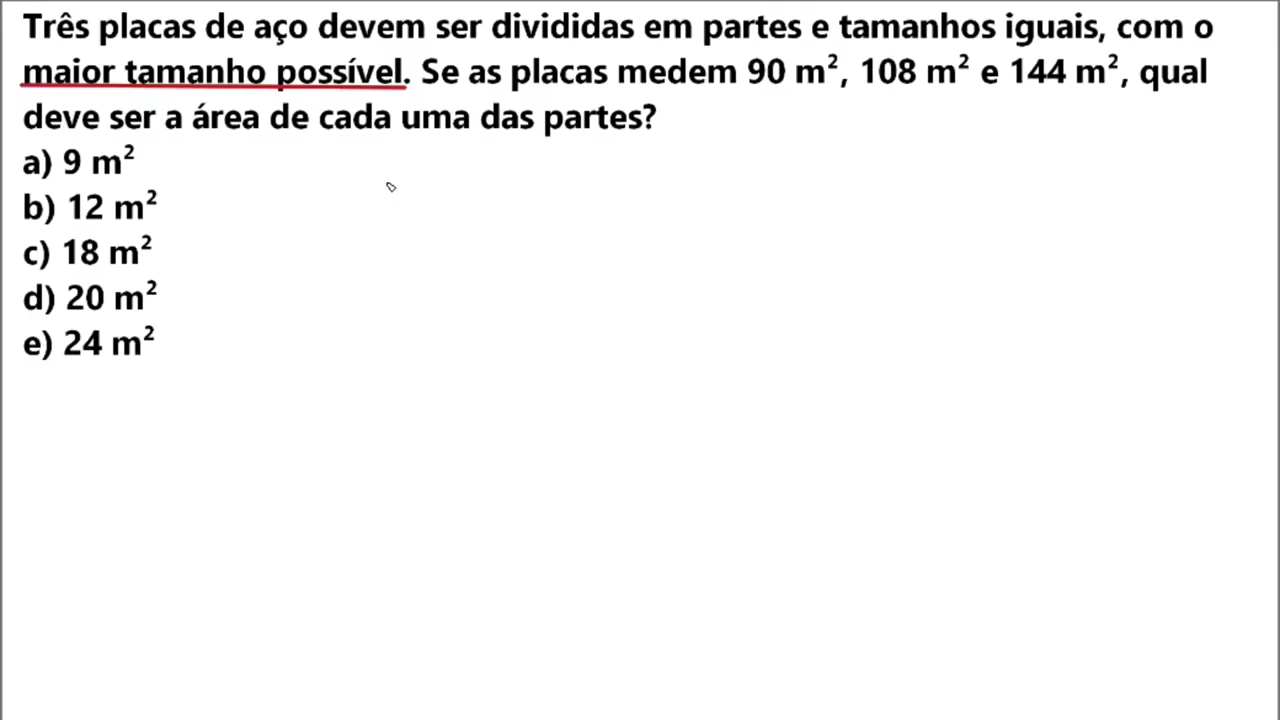 Três placas de aço devem ser divididas em partes e tamanhos iguais, com o
maior tamanho possível. Se as placas medem 90 m², 108 m² e 144 m², qual
deve ser a área de cada uma das partes?
a) 9 m²
b) 12 m²
c) 18 m²
d) 20 m²
e) 24 m²